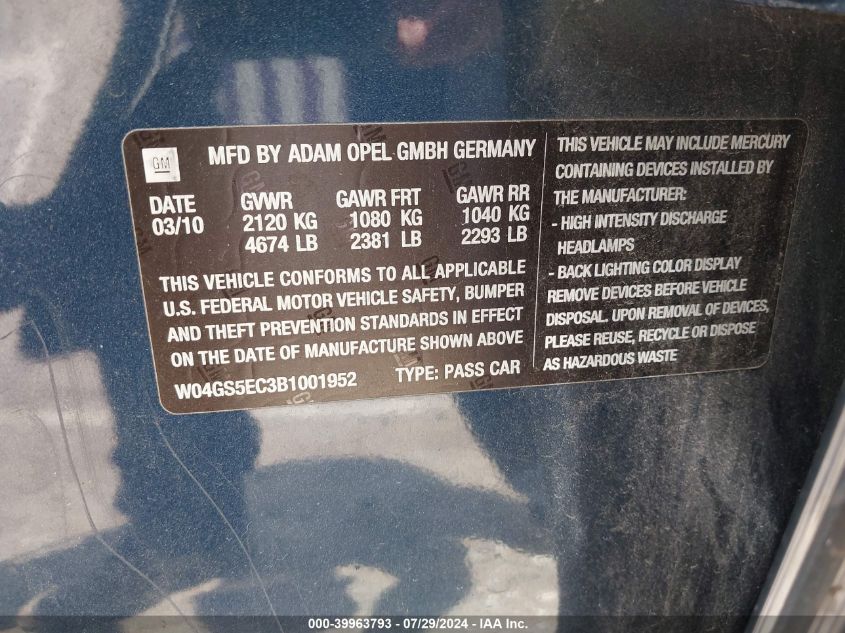 GM
MFD BY ADAM OPEL GMBH GERMANY
DATE GVWR GAWR FRT GAWR RR
03/10 2120 KG 1080 KG 1040 KG
4674 LB 2381 LB 2293 LB
THIS VEHICLE CONFORMS TO ALL APPLICABLE
U.S. FEDERAL MOTOR VEHICLE SAFETY, BUMPER
AND THEFT PREVENTION STANDARDS IN EFFECT
ON THE DATE OF MANUFACTURE SHOWN ABOVE
W04GS5EC3B1001952 TYPE: PASS CAR
THIS VEHICLE MAY INCLUDE MERCURY
CONTAINING DEVICES INSTALLED BY
THE MANUFACTURER:
- HIGH INTENSITY DISCHARGE
HEADLAMPS
- BACK LIGHTING COLOR DISPLAY
REMOVE DEVICES BEFORE VEHICLE
DISPOSAL. UPON REMOVAL OF DEVICES,
PLEASE REUSE, RECYCLE OR DISPOSE
AS HAZARDOUS WASTE
000-39963793 - 07/29/2024 - IAAI Inc.